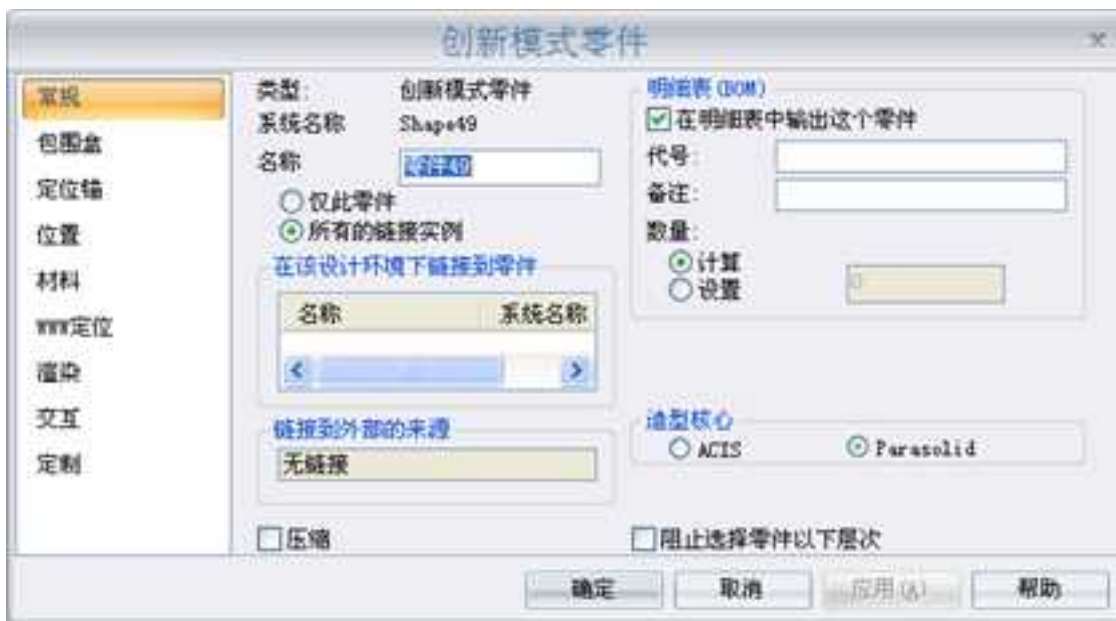 创新模式零件
常规
包围盒
定位锚
位置
材料
WWW定位
渲染
交互
定制
类型: 创新模式零件
系统名称 Shape49
名称 零件49
仅此零件
所有的链接实例
在该设计环境下链接到零件
名称 系统名称
链接到外部的来源
无链接
压缩
明细表(BOM)
在明细表中输出这个零件
代号:
备注:
数量:
计算
设置
0
造型核心
ACIS Parasolid
阻止选择零件以下层次
确定 取消 应用(A) 帮助